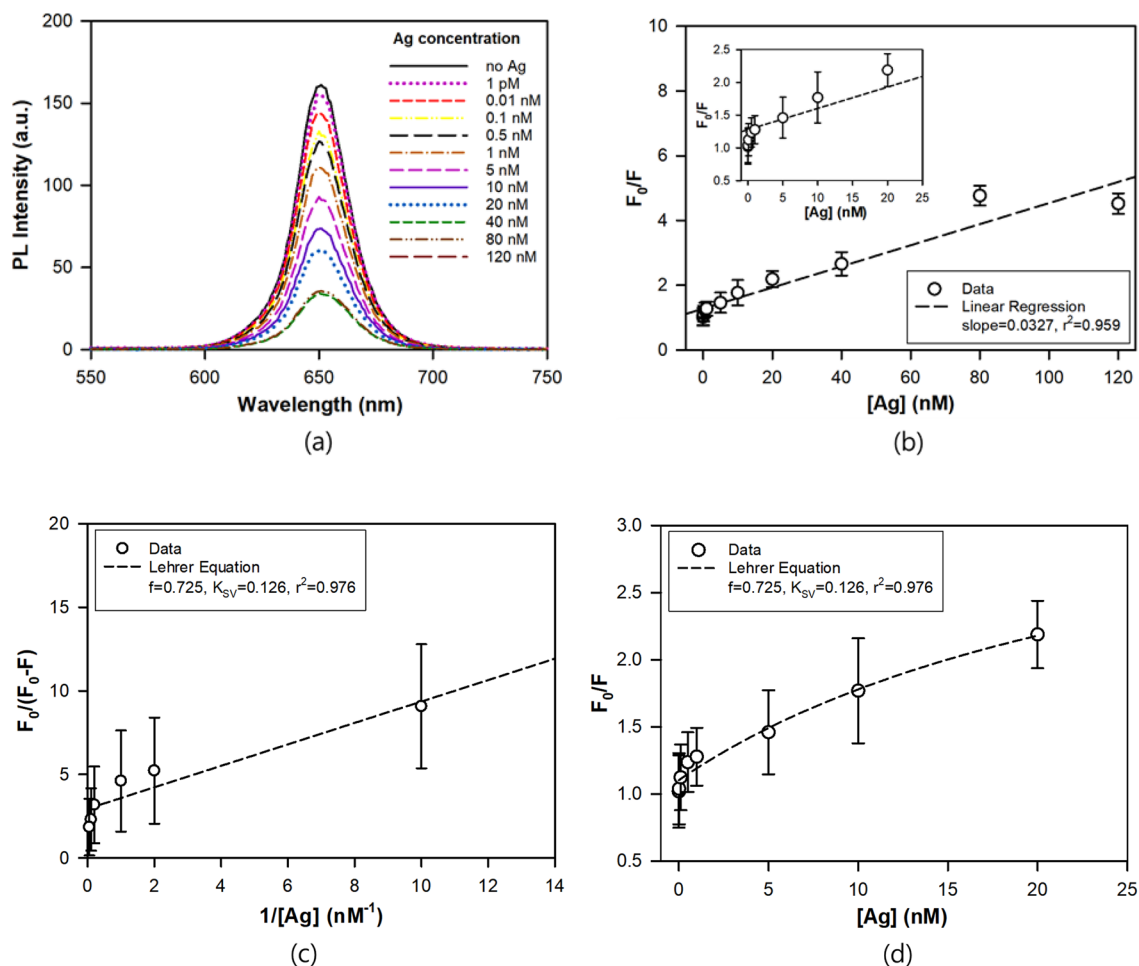 200
150
100
50
0
550
600
650
700
750
PL Intensity (a.u.)
Wavelength (nm)
Ag concentration
no Ag
1 pM
0.01 nM
0.1 nM
0.5 nM
1 nM
5 nM
10 nM
20 nM
40 nM
80 nM
120 nM
(a)
10
8
6
4
2
0
0
20
40
60
80
100
120
F₀/F
[Ag] (nM)
2.5
2.0
1.5
1.0
0.5
0
5
10
15
20
25
F₀/F
[Ag] (nM)
Data
Linear Regression
slope=0.0327, r²=0.959
(b)
20
15
10
5
0
0
2
4
6
8
10
12
14
F₀/(F₀-F)
1/[Ag] (nM⁻¹)
Data
Lehrer Equation
f=0.725, K_SV=0.126, r²=0.976
(c)
3.0
2.5
2.0
1.5
1.0
0.5
0
5
10
15
20
25
F₀/F
[Ag] (nM)
Data
Lehrer Equation
f=0.725, K_SV=0.126, r²=0.976
(d)